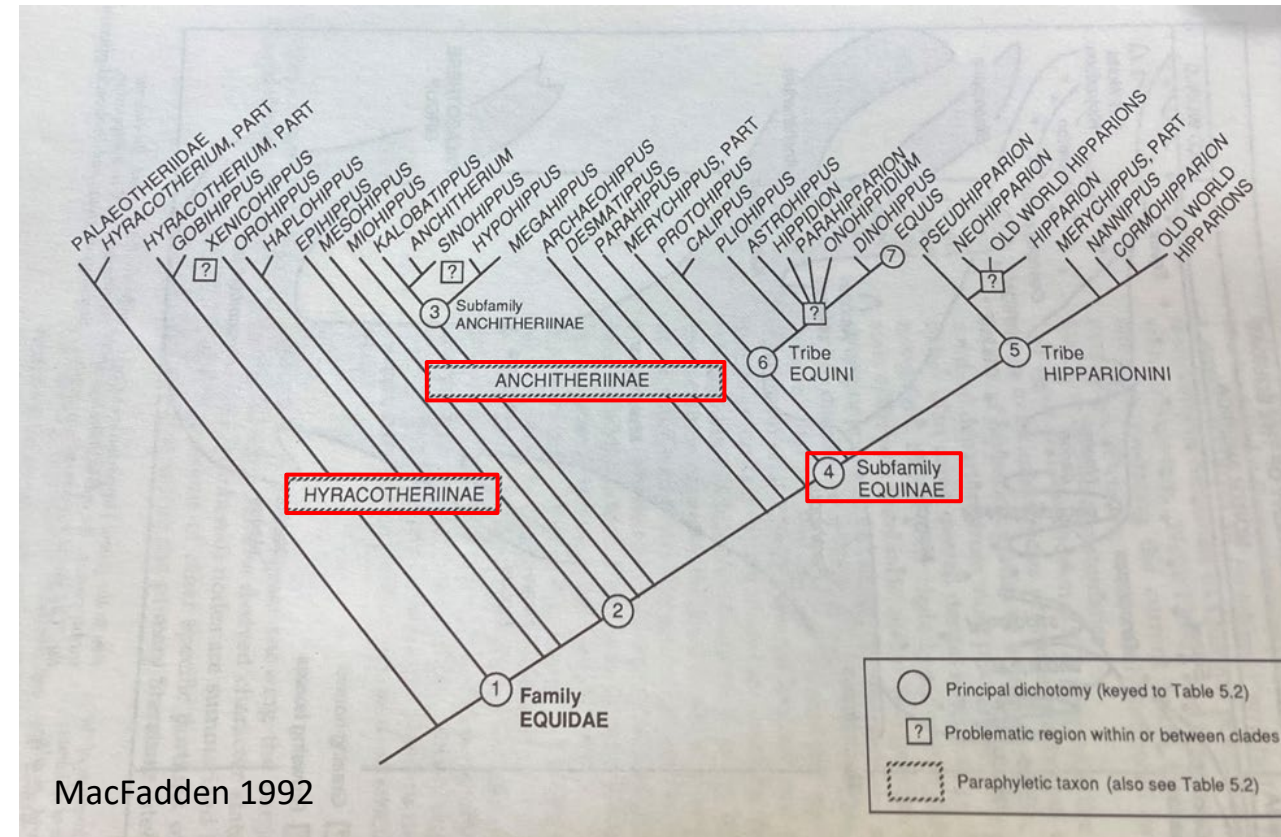 PALAEOTHERIIDAE
HYRACOTHERIUM, PART
HYRACOTHERIUM, PART
GOBIHIPPUS
XENICOHIPPUS
OROHIPPUS
HAPLOHIPPUS
EPIHIPPUS
MESOHIPPUS
MIOHIPPUS
KALOBATIPPUS
ANCHITHERIUM
SINOHIPPUS
HYPOHIPPUS
MEGAHIPPUS
ARCHAEOHIPPUS
DESMATIPPUS
PARAHIPPUS
MERYCHIPPUS, PART
PROTOHIPPUS
CALIPPUS
PLIOHIPPUS
ASTROHIPPUS
HIPPIDION
PARAHIPPARION
ONOHIPPIDIUM
DINOHIPPUS
EQUUS
PSEUDHIPPARION
NEOHIPPARION
OLD WORLD HIPPARIONS
HIPPARION
MERYCHIPPUS, PART
NANNIPPUS
CORMOHIPPARION
OLD WORLD
HIPPARIONS
?
?
?
?
7
3 Subfamily
ANCHITHERIINAE
6 Tribe
EQUINI
5 Tribe
HIPPARIONINI
ANCHITHERIINAE
4 Subfamily
EQUINAE
HYRACOTHERIINAE
2
1 Family
EQUIDAE
Principal dichotomy (keyed to Table 5.2)
? Problematic region within or between clades
Paraphyletic taxon (also see Table 5.2)
MacFadden 1992